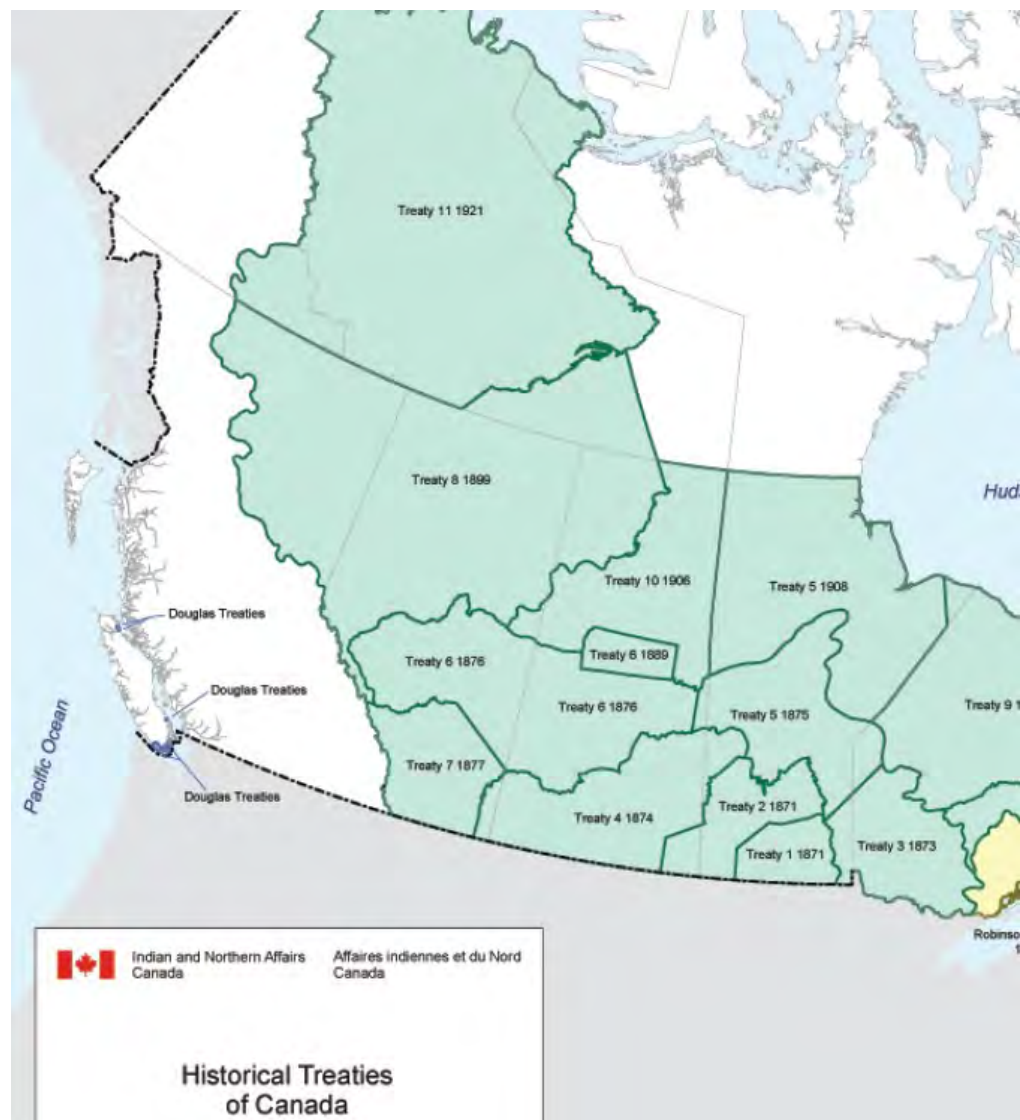 Treaty 11 1921
Treaty 8 1899
Treaty 10 1906
Treaty 5 1908
Douglas Treaties
Treaty 6 1876
Treaty 6 1889
Douglas Treaties
Treaty 6 1876
Treaty 5 1875
Treaty 9 1
Pacific Ocean
Treaty 7 1877
Douglas Treaties
Treaty 4 1874
Treaty 2 1871
Treaty 1 1871
Treaty 3 1873
Indian and Northern Affairs
Canada
Affaires indiennes et du Nord
Canada
Historical Treaties
of Canada